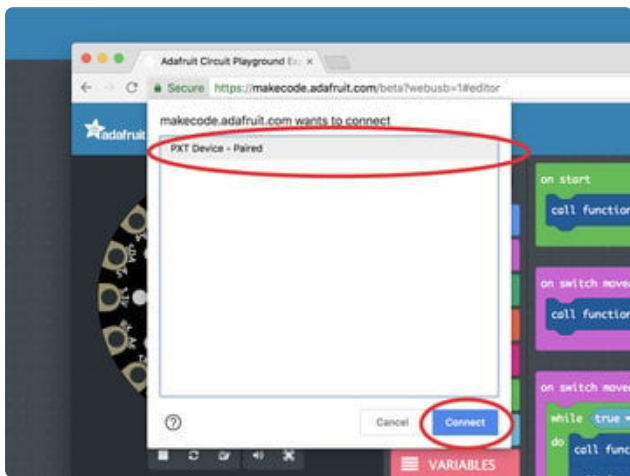 Adafruit Circuit Playground Ex
Secure https://makecode.adafruit.com/beta?webusb=1#editor
makecode.adafruit.com wants to connect
adafruit
PXT Device - Paired
on start
call function
on switch moved
call function
on switch moved
while true
do call func
Cancel Connect
VARIABLES